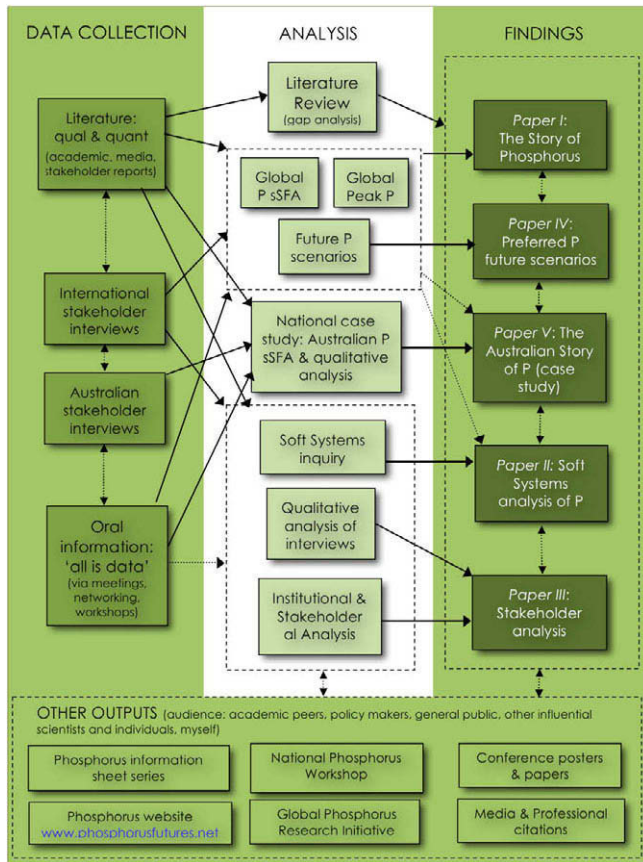 DATA COLLECTION
ANALYSIS
FINDINGS
Literature:
qual & quant
(academic, media,
stakeholder reports)
International
stakeholder
interviews
Australian
stakeholder
interviews
Oral
information:
'all is data'
(via meetings,
networking,
workshops)
Literature
Review
(gap analysis)
Global
P sSFA
Global
Peak P
Future P
scenarios
National case
study: Australian P
sSFA & qualitative
analysis
Soft Systems
inquiry
Qualitative
analysis of
interviews
Institutional &
Stakeholder
al Analysis
Paper I:
The Story of
Phosphorus
Paper IV:
Preferred P
future scenarios
Paper V: The
Australian Story
of P (case
study)
Paper II: Soft
Systems
analysis of P
Paper III:
Stakeholder
analysis
OTHER OUTPUTS (audience: academic peers, policy makers, general public, other influential
scientists and individuals, myself)
Phosphorus information
sheet series
National Phosphorus
Workshop
Conference posters
& papers
Phosphorus website
www.phosphorusfutures.net
Global Phosphorus
Research Initiative
Media & Professional
citations